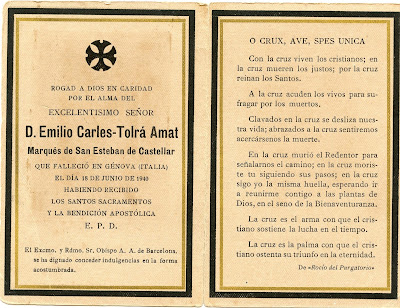 ROGAD A DIOS EN CARIDAD
POR EL ALMA DEL
EXCELENTISIMO SEÑOR
D. Emilio Carles-Tolrá Amat
Marqués de San Esteban de Castellar
QUE FALLECIÓ EN GÉNOVA (ITALIA)
EL DÍA 18 DE JUNIO DE 1940
HABIENDO RECIBIDO
LOS SANTOS SACRAMENTOS
Y LA BENDICIÓN APOSTÓLICA
E. P. D.
El Excmo. y Rdmo. Sr. Obispo A. A. de Barcelona,
se ha dignado conceder indulgencias en la forma
acostumbrada.
O CRUX, AVE, SPES UNICA
Con la cruz viven los cristianos; en
la cruz mueren los justos; por la cruz
reinan los Santos.
A la cruz acuden los vivos para su-
fragar por los muertos.
Clavados en la cruz se desliza nuestra
vida; abrazados a la cruz sentiremos
acercársenos la muerte.
En la cruz murió el Redentor para
señalarnos el camino; en la cruz moris-
te tú siguiendo sus pasos; en la cruz
sigo yo la misma huella, esperando ir
a reunirme contigo a las plantas de
Dios, en el seno de la Bienaventuranza.
La cruz es el arma con que el cris-
tiano sostiene la lucha en el tiempo.
La cruz es la palma con que el cris-
tiano ostenta su triunfo en la eternidad.
De «Rocío del Purgatorio»